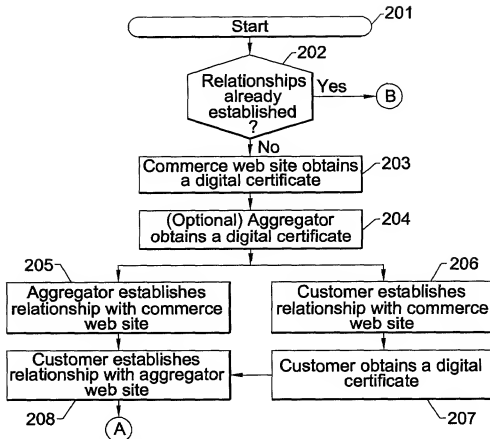 Start
201
202
Relationships
already
established
?
Yes
B
No
Commerce web site obtains
a digital certificate
203
(Optional) Aggregator
obtains a digital certificate
204
205
206
Aggregator establishes
relationship with commerce
web site
Customer establishes
relationship with commerce
web site
Customer establishes
relationship with aggregator
web site
Customer obtains a digital
certificate
208
207
A